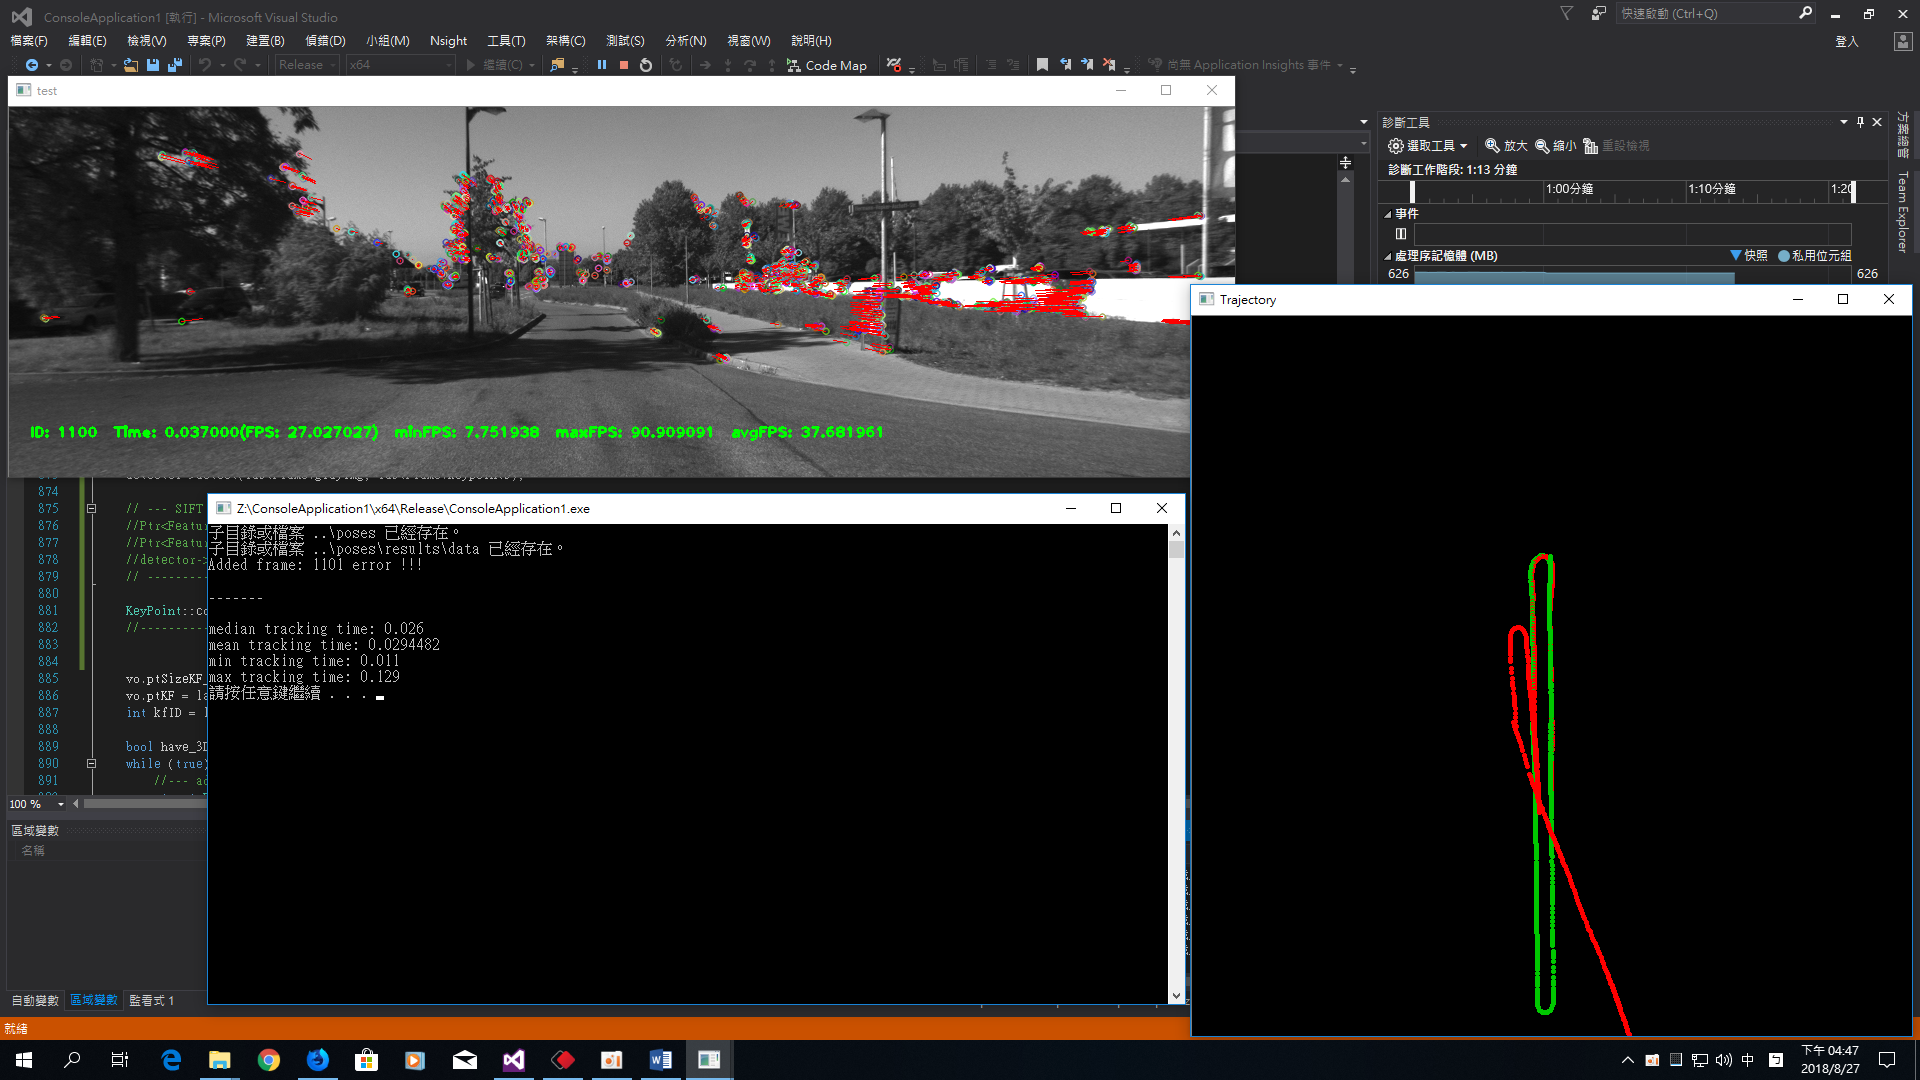 ConsoleApplication1 [執行] - Microsoft Visual Studio
快速啟動 (Ctrl+Q)
檔案(F) 編輯(E) 檢視(V) 專案(P) 建置(B) 偵錯(D) 小組(M) Nsight 工具(T) 架構(C) 測試(S) 分析(N) 視窗(W) 說明(H)
登入
Release x64 繼續(C) Code Map 尚無 Application Insights 事件
test
ID: 1100 Time: 0.037000(FPS: 27.027027) minFPS: 7.751938 maxFPS: 90.909091 avgFPS: 37.681961
診斷工具
選取工具 放大 縮小 重設檢視
診斷工作階段: 1:13 分鐘
1:00分鐘 1:10分鐘 1:20
事件
處理序記憶體 (MB) 快照 私用位元組
626 626
方案總管
Team Explorer
Trajectory
874
875 // --- SIFT
876 //Ptr<Featur
877 //Ptr<Featur
878 //detector->
879 // ---------
880
881 KeyPoint::co
882 //----------
883
884
885 vo.ptSizeKF_
886 vo.ptKF = la
887 int kfID = l
888
889 bool have_3D
890 while (true)
891 //--- ad
100 %
Z:\ConsoleApplication1\x64\Release\ConsoleApplication1.exe
子目錄或檔案 ..\poses 已經存在。
子目錄或檔案 ..\poses\results\data 已經存在。
Added frame: 1101 error !!!
-------
median tracking time: 0.026
mean tracking time: 0.0294482
min tracking time: 0.011
max tracking time: 0.129
請按任意鍵繼續 . . .
區域變數
名稱
自動變數 區域變數 監看式 1
就緒
中
下午 04:47
2018/8/27